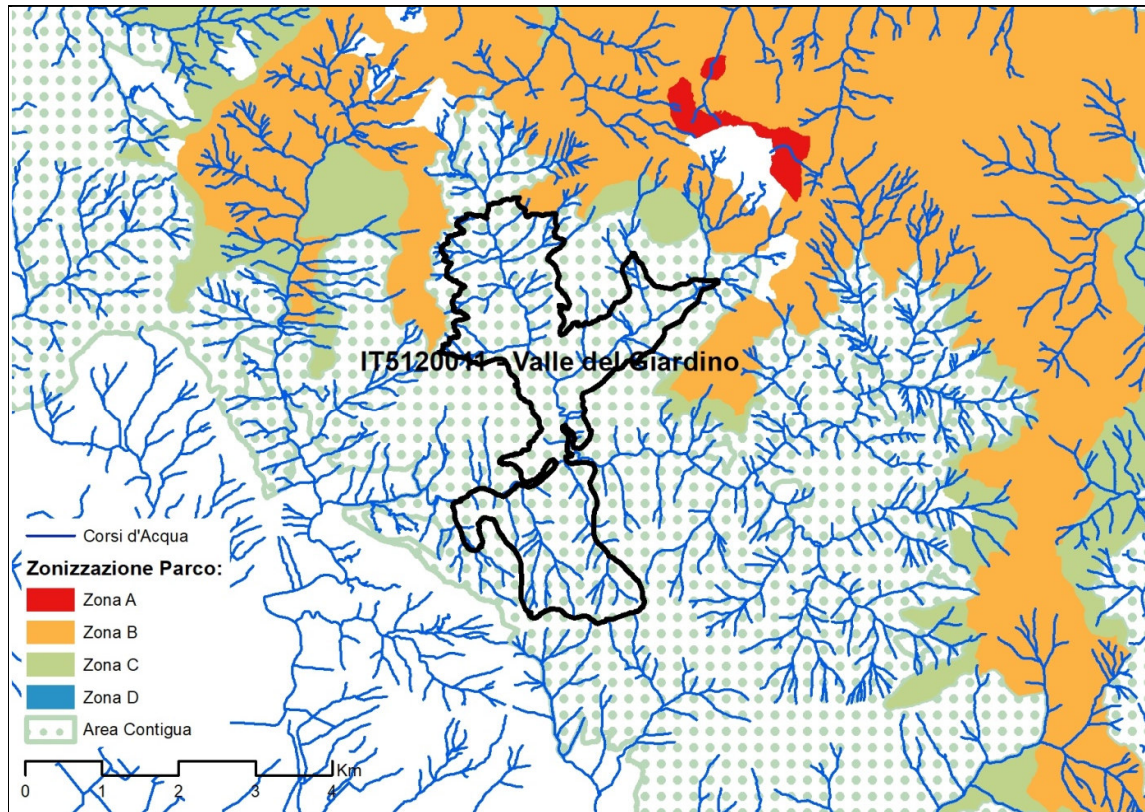 IT5120011 - Valle del Giardino
Corsi d'Acqua
Zonizzazione Parco:
Zona A
Zona B
Zona C
Zona D
Area Contigua
Km
0 1 2 3 4